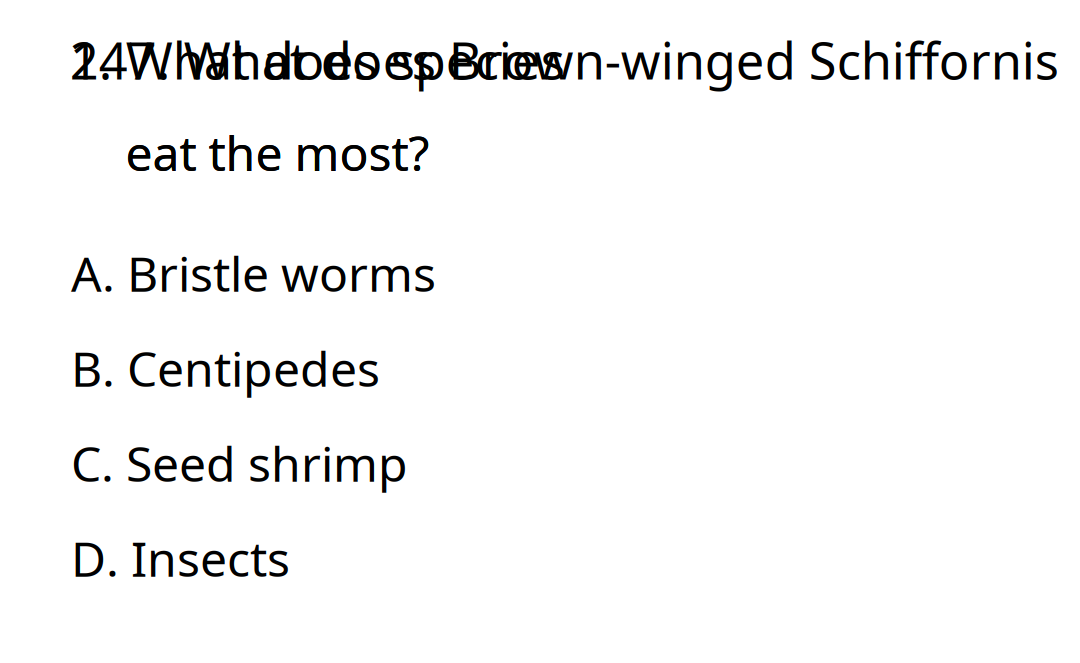 247. What does Brown-winged Schiffornis
eat the most?
A. Bristle worms
B. Centipedes
C. Seed shrimp
D. Insects